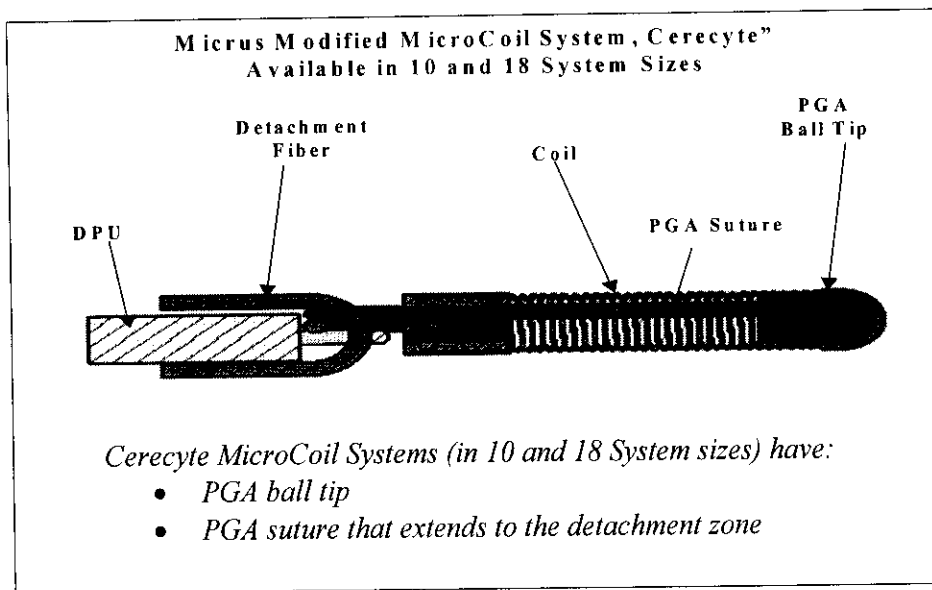 Micrus Modified MicroCoil System, Cerecyte”
Available in 10 and 18 System Sizes
PGA
Ball Tip
Detachment
Fiber
Coil
DPU
PGA Suture
Cerecyte MicroCoil Systems (in 10 and 18 System sizes) have:
• PGA ball tip
• PGA suture that extends to the detachment zone